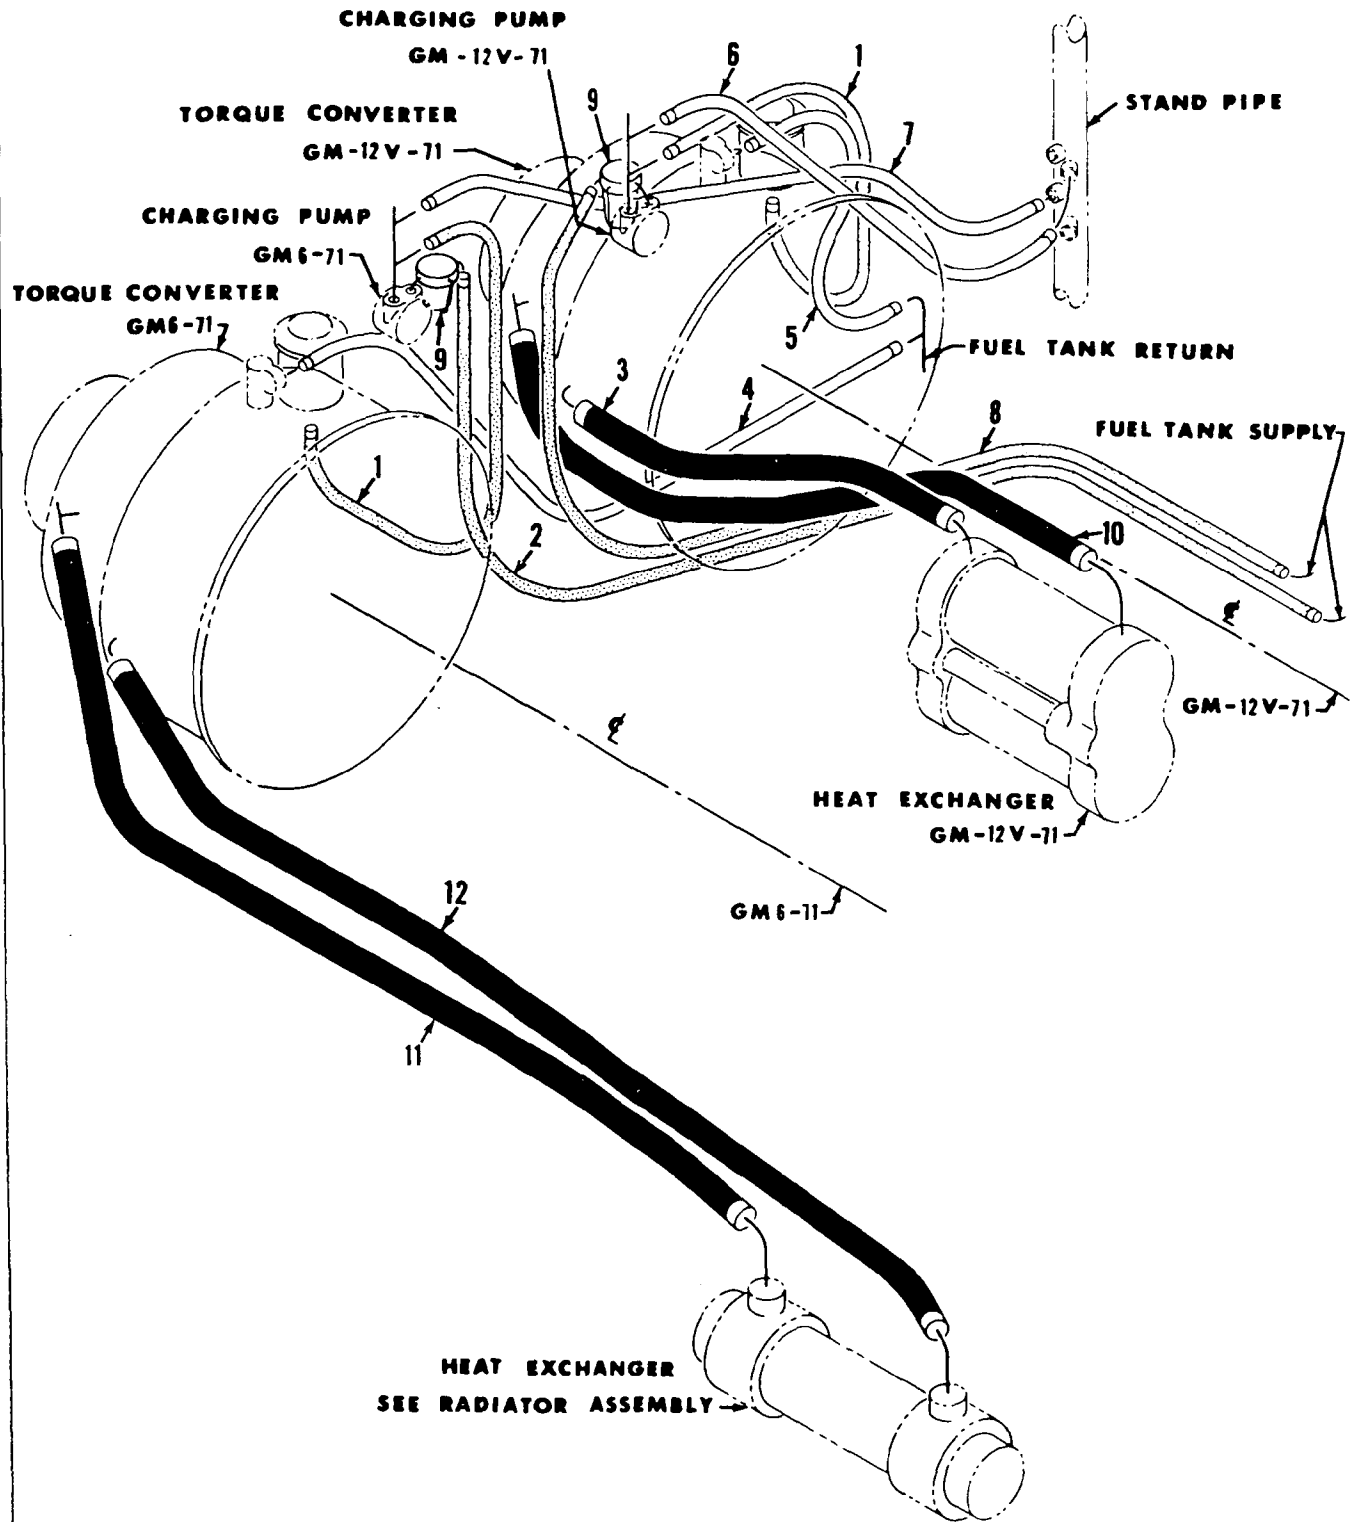 CHARGING PUMP
GM-12V-71
6
1
STAND PIPE
9
TORQUE CONVERTER
GM-12V-71
7
CHARGING PUMP
GM6-71
TORQUE CONVERTER
GM6-71
9
5
FUEL TANK RETURN
3
4
8
FUEL TANK SUPPLY
1
2
10
℄
GM-12V-71
℄
HEAT EXCHANGER
GM-12V-71
12
GM6-71
11
HEAT EXCHANGER
SEE RADIATOR ASSEMBLY